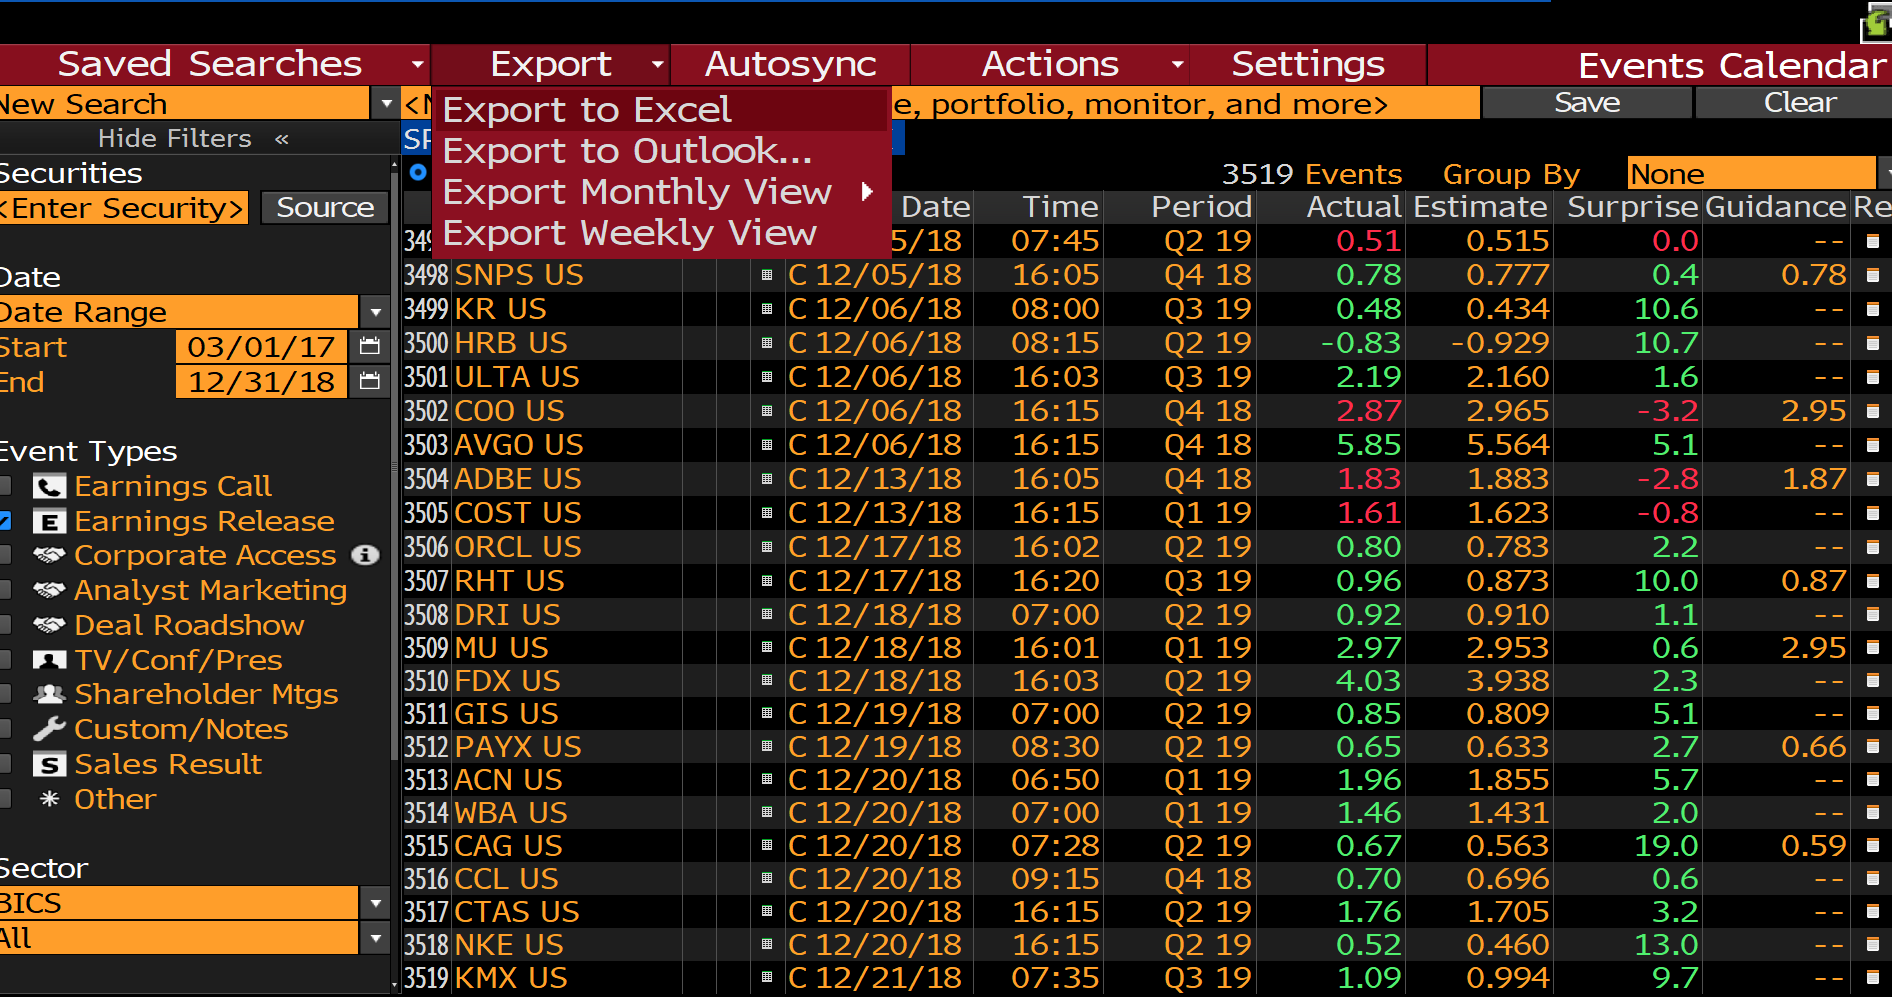 Saved Searches Export Autosync Actions Settings Events Calendar
New Search e, portfolio, monitor, and more> Save Clear
Export to Excel
Export to Outlook...
Export Monthly View
Export Weekly View
Hide Filters «
Securities
<Enter Security> Source
Date
Date Range
Start 03/01/17
End 12/31/18
Event Types
Earnings Call
E Earnings Release
Corporate Access i
Analyst Marketing
Deal Roadshow
TV/Conf/Pres
Shareholder Mtgs
Custom/Notes
S Sales Result
Other
Sector
BICS
All
3519 Events Group By None
Date Time Period Actual Estimate Surprise Guidance Re
5/18 07:45 Q2 19 0.51 0.515 0.0 --
3498 SNPS US C 12/05/18 16:05 Q4 18 0.78 0.777 0.4 0.78
3499 KR US C 12/06/18 08:00 Q3 19 0.48 0.434 10.6 --
3500 HRB US C 12/06/18 08:15 Q2 19 -0.83 -0.929 10.7 --
3501 ULTA US C 12/06/18 16:03 Q3 19 2.19 2.160 1.6 --
3502 COO US C 12/06/18 16:15 Q4 18 2.87 2.965 -3.2 2.95
3503 AVGO US C 12/06/18 16:15 Q4 18 5.85 5.564 5.1 --
3504 ADBE US C 12/13/18 16:05 Q4 18 1.83 1.883 -2.8 1.87
3505 COST US C 12/13/18 16:15 Q1 19 1.61 1.623 -0.8 --
3506 ORCL US C 12/17/18 16:02 Q2 19 0.80 0.783 2.2 --
3507 RHT US C 12/17/18 16:20 Q3 19 0.96 0.873 10.0 0.87
3508 DRI US C 12/18/18 07:00 Q2 19 0.92 0.910 1.1 --
3509 MU US C 12/18/18 16:01 Q1 19 2.97 2.953 0.6 2.95
3510 FDX US C 12/18/18 16:03 Q2 19 4.03 3.938 2.3 --
3511 GIS US C 12/19/18 07:00 Q2 19 0.85 0.809 5.1 --
3512 PAYX US C 12/19/18 08:30 Q2 19 0.65 0.633 2.7 0.66
3513 ACN US C 12/20/18 06:50 Q1 19 1.96 1.855 5.7 --
3514 WBA US C 12/20/18 07:00 Q1 19 1.46 1.431 2.0 --
3515 CAG US C 12/20/18 07:28 Q2 19 0.67 0.563 19.0 0.59
3516 CCL US C 12/20/18 09:15 Q4 18 0.70 0.696 0.6 --
3517 CTAS US C 12/20/18 16:15 Q2 19 1.76 1.705 3.2 --
3518 NKE US C 12/20/18 16:15 Q2 19 0.52 0.460 13.0 --
3519 KMX US C 12/21/18 07:35 Q3 19 1.09 0.994 9.7 --